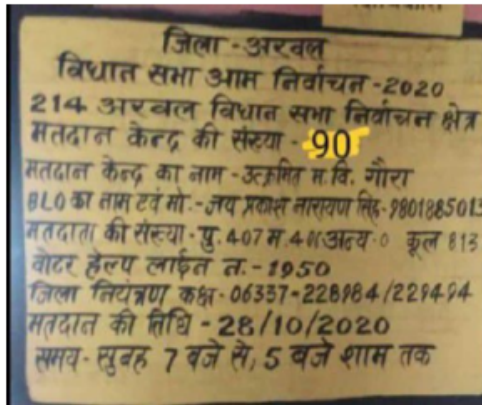 जिला - अरवल
विधान सभा आम निर्वाचन - 2020
214 अरवल विधान सभा निर्वाचन क्षेत्र
मतदान केन्द्र की संख्या - 90
मतदान केन्द्र का नाम - उत्क्रमित म. वि. गौरा
BLO का नाम एवं मो. - जय प्रकाश नारायण सिंह - 9801885013
मतदाता की संख्या - पु. 407 म. अन्य - 0 कूल 813
वोटर हेल्प लाईन न. - 1950
जिला नियंत्रण कक्ष - 06337-228984/229494
मतदान की तिथि - 28/10/2020
समय - सुबह 7 बजे से, 5 बजे शाम तक